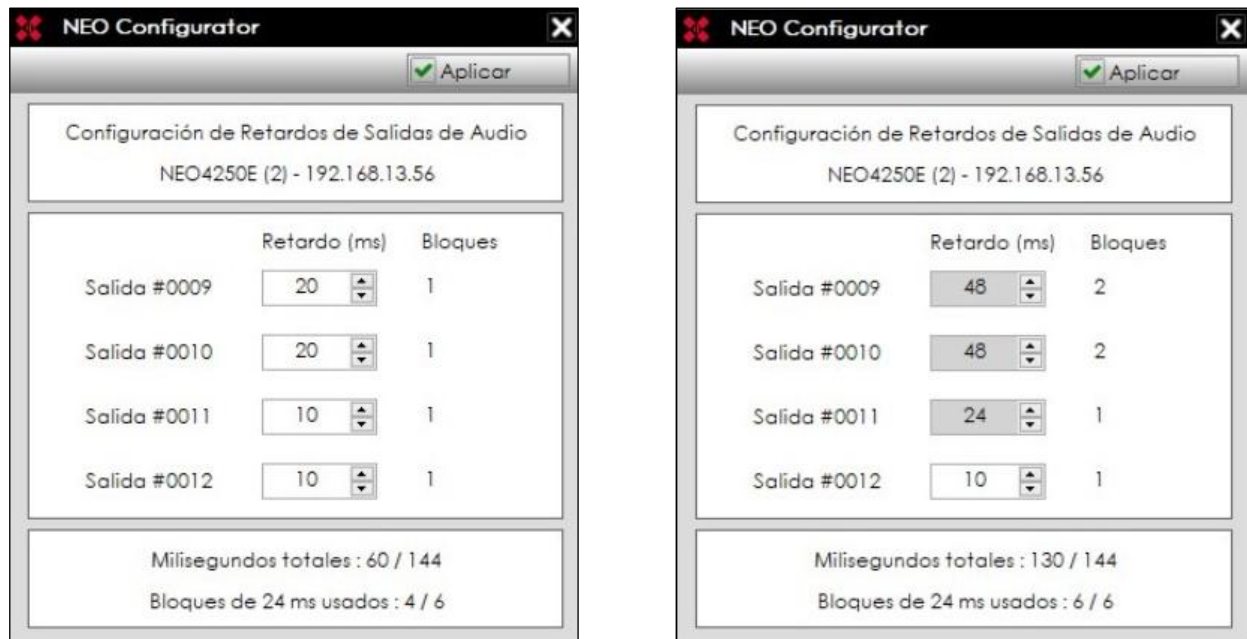 NEO Configurator
Aplicar
Configuración de Retardos de Salidas de Audio
NEO4250E (2) - 192.168.13.56
Retardo (ms) Bloques
Salida #0009 20 1
Salida #0010 20 1
Salida #0011 10 1
Salida #0012 10 1
Milisegundos totales : 60 / 144
Bloques de 24 ms usados : 4 / 6
NEO Configurator
Aplicar
Configuración de Retardos de Salidas de Audio
NEO4250E (2) - 192.168.13.56
Retardo (ms) Bloques
Salida #0009 48 2
Salida #0010 48 2
Salida #0011 24 1
Salida #0012 10 1
Milisegundos totales : 130 / 144
Bloques de 24 ms usados : 6 / 6